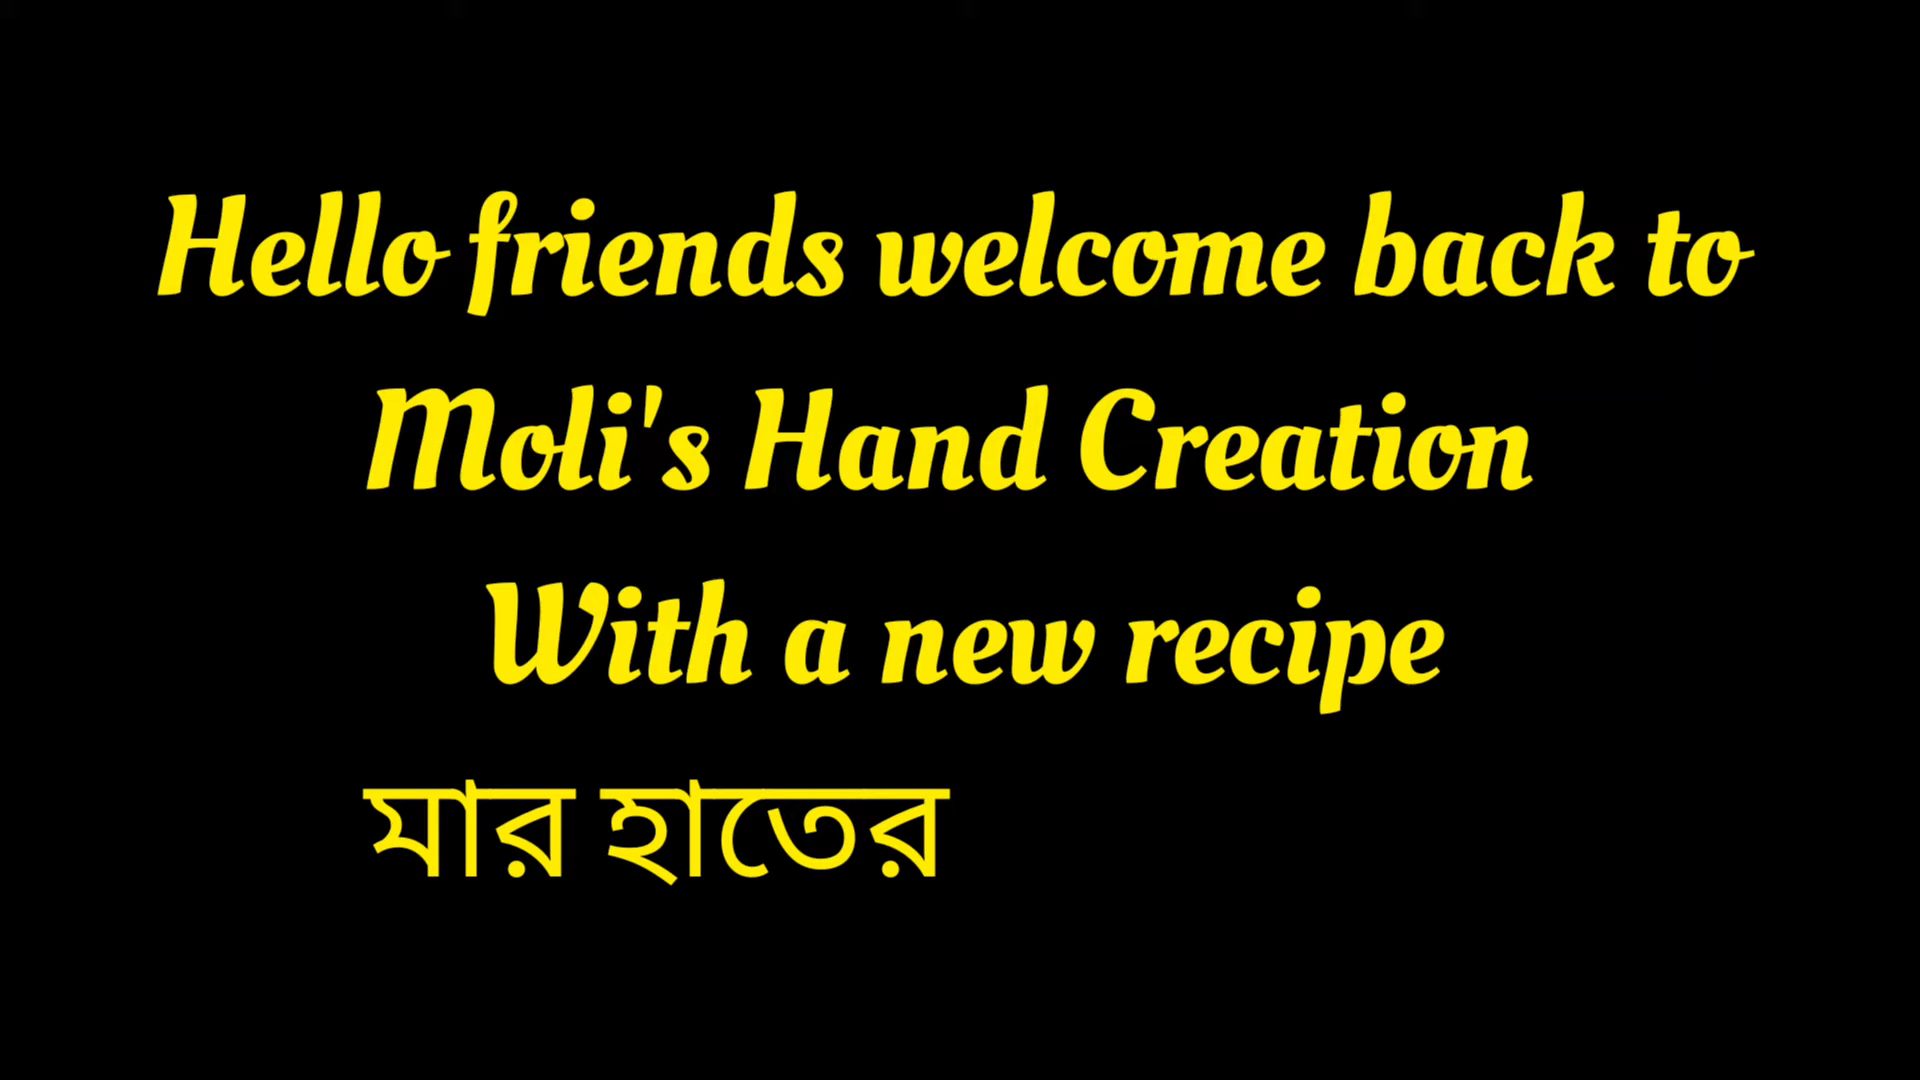 Hello friends welcome back to
Moli's Hand Creation
With a new recipe
মার হাতের